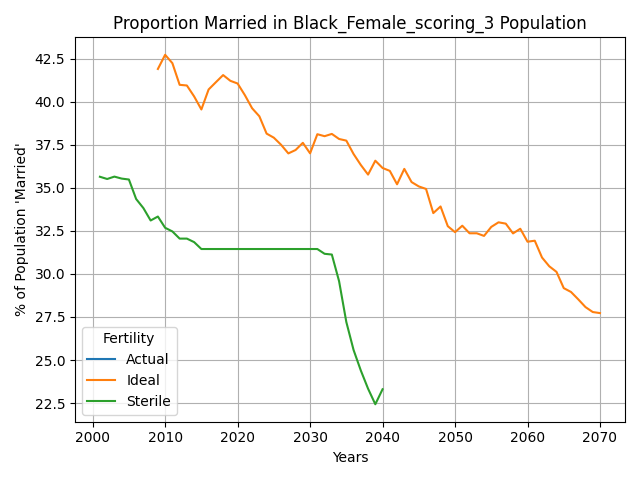 Proportion Married in Black_Female_scoring_3 Population
% of Population 'Married'
42.5
40.0
37.5
35.0
32.5
30.0
27.5
25.0
22.5
Fertility
Actual
Ideal
Sterile
2000 2010 2020 2030 2040 2050 2060 2070
Years